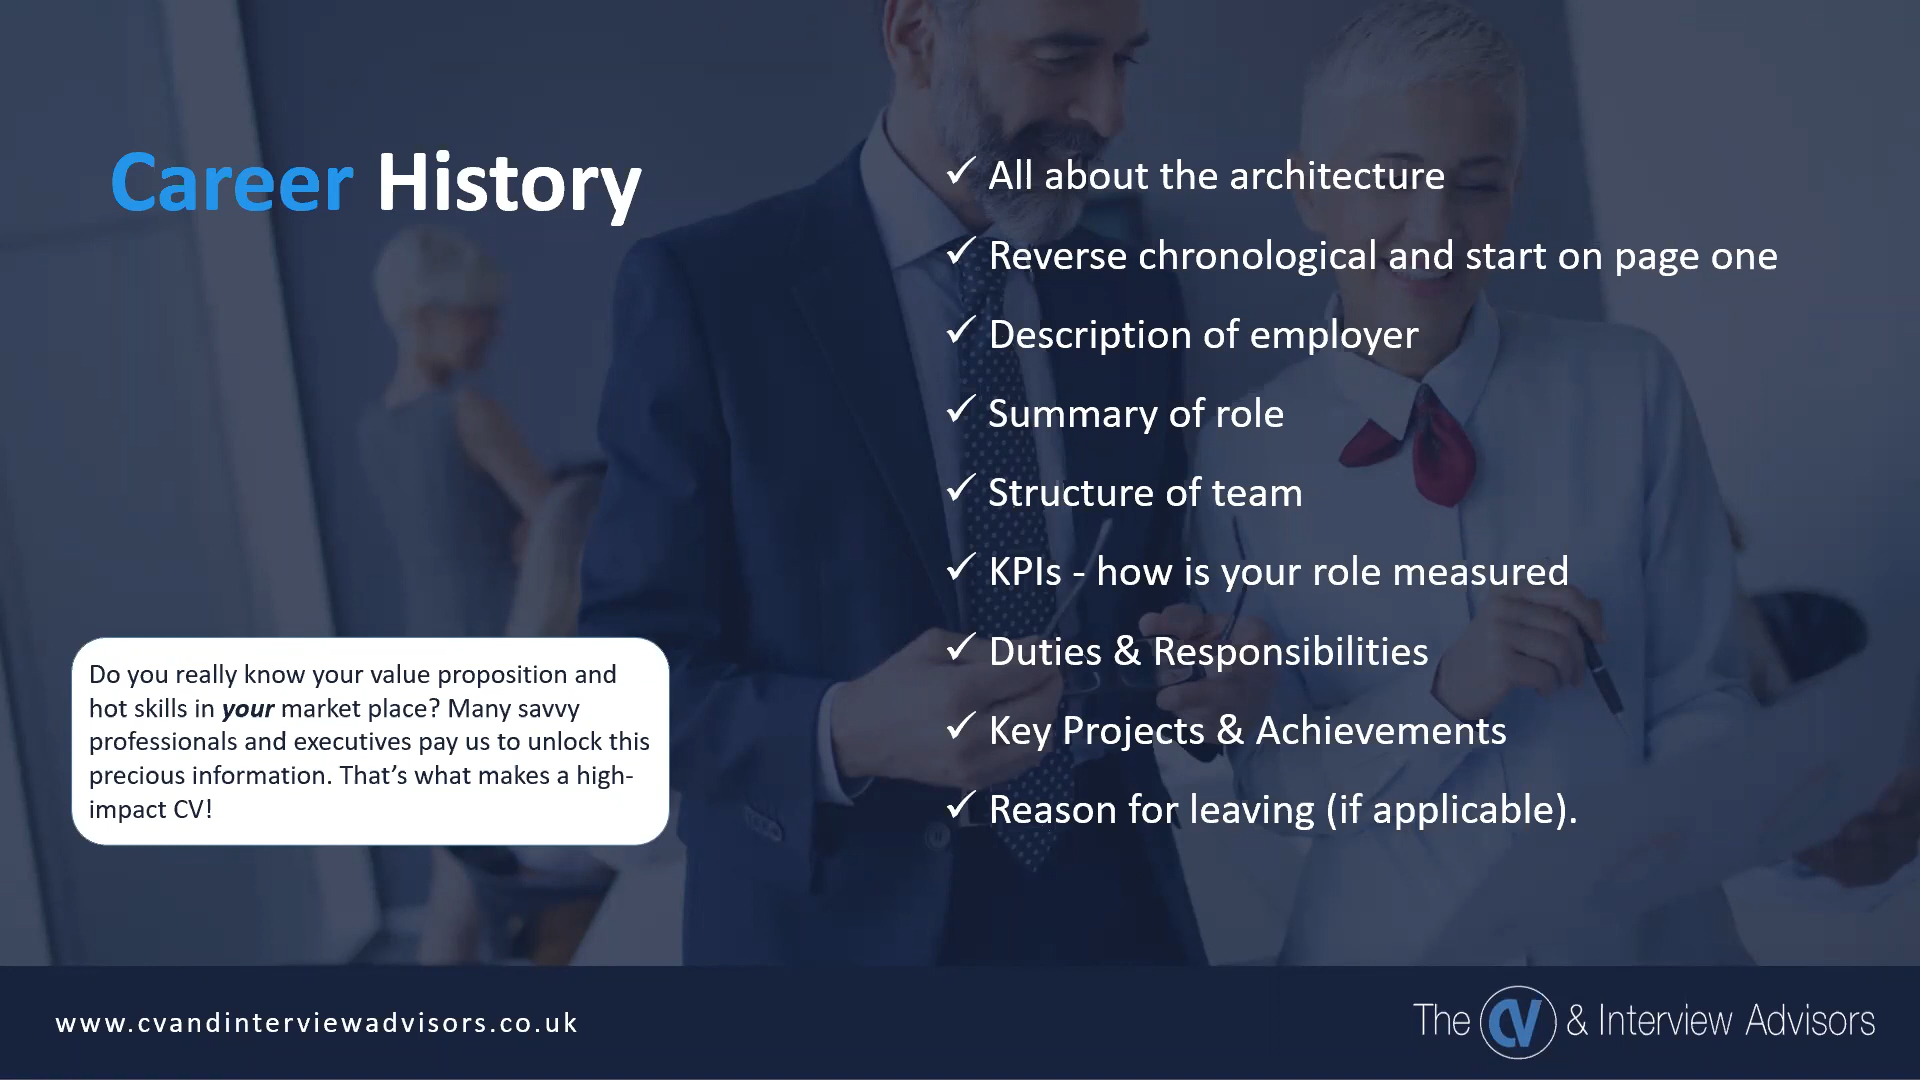 Career History
All about the architecture
Reverse chronological and start on page one
Description of employer
Summary of role
Structure of team
KPIs - how is your role measured
Duties & Responsibilities
Key Projects & Achievements
Reason for leaving (if applicable).
Do you really know your value proposition and
hot skills in your market place? Many savvy
professionals and executives pay us to unlock this
precious information. That’s what makes a high-
impact CV!
www.cvandinterviewadvisors.co.uk
The CV & Interview Advisors